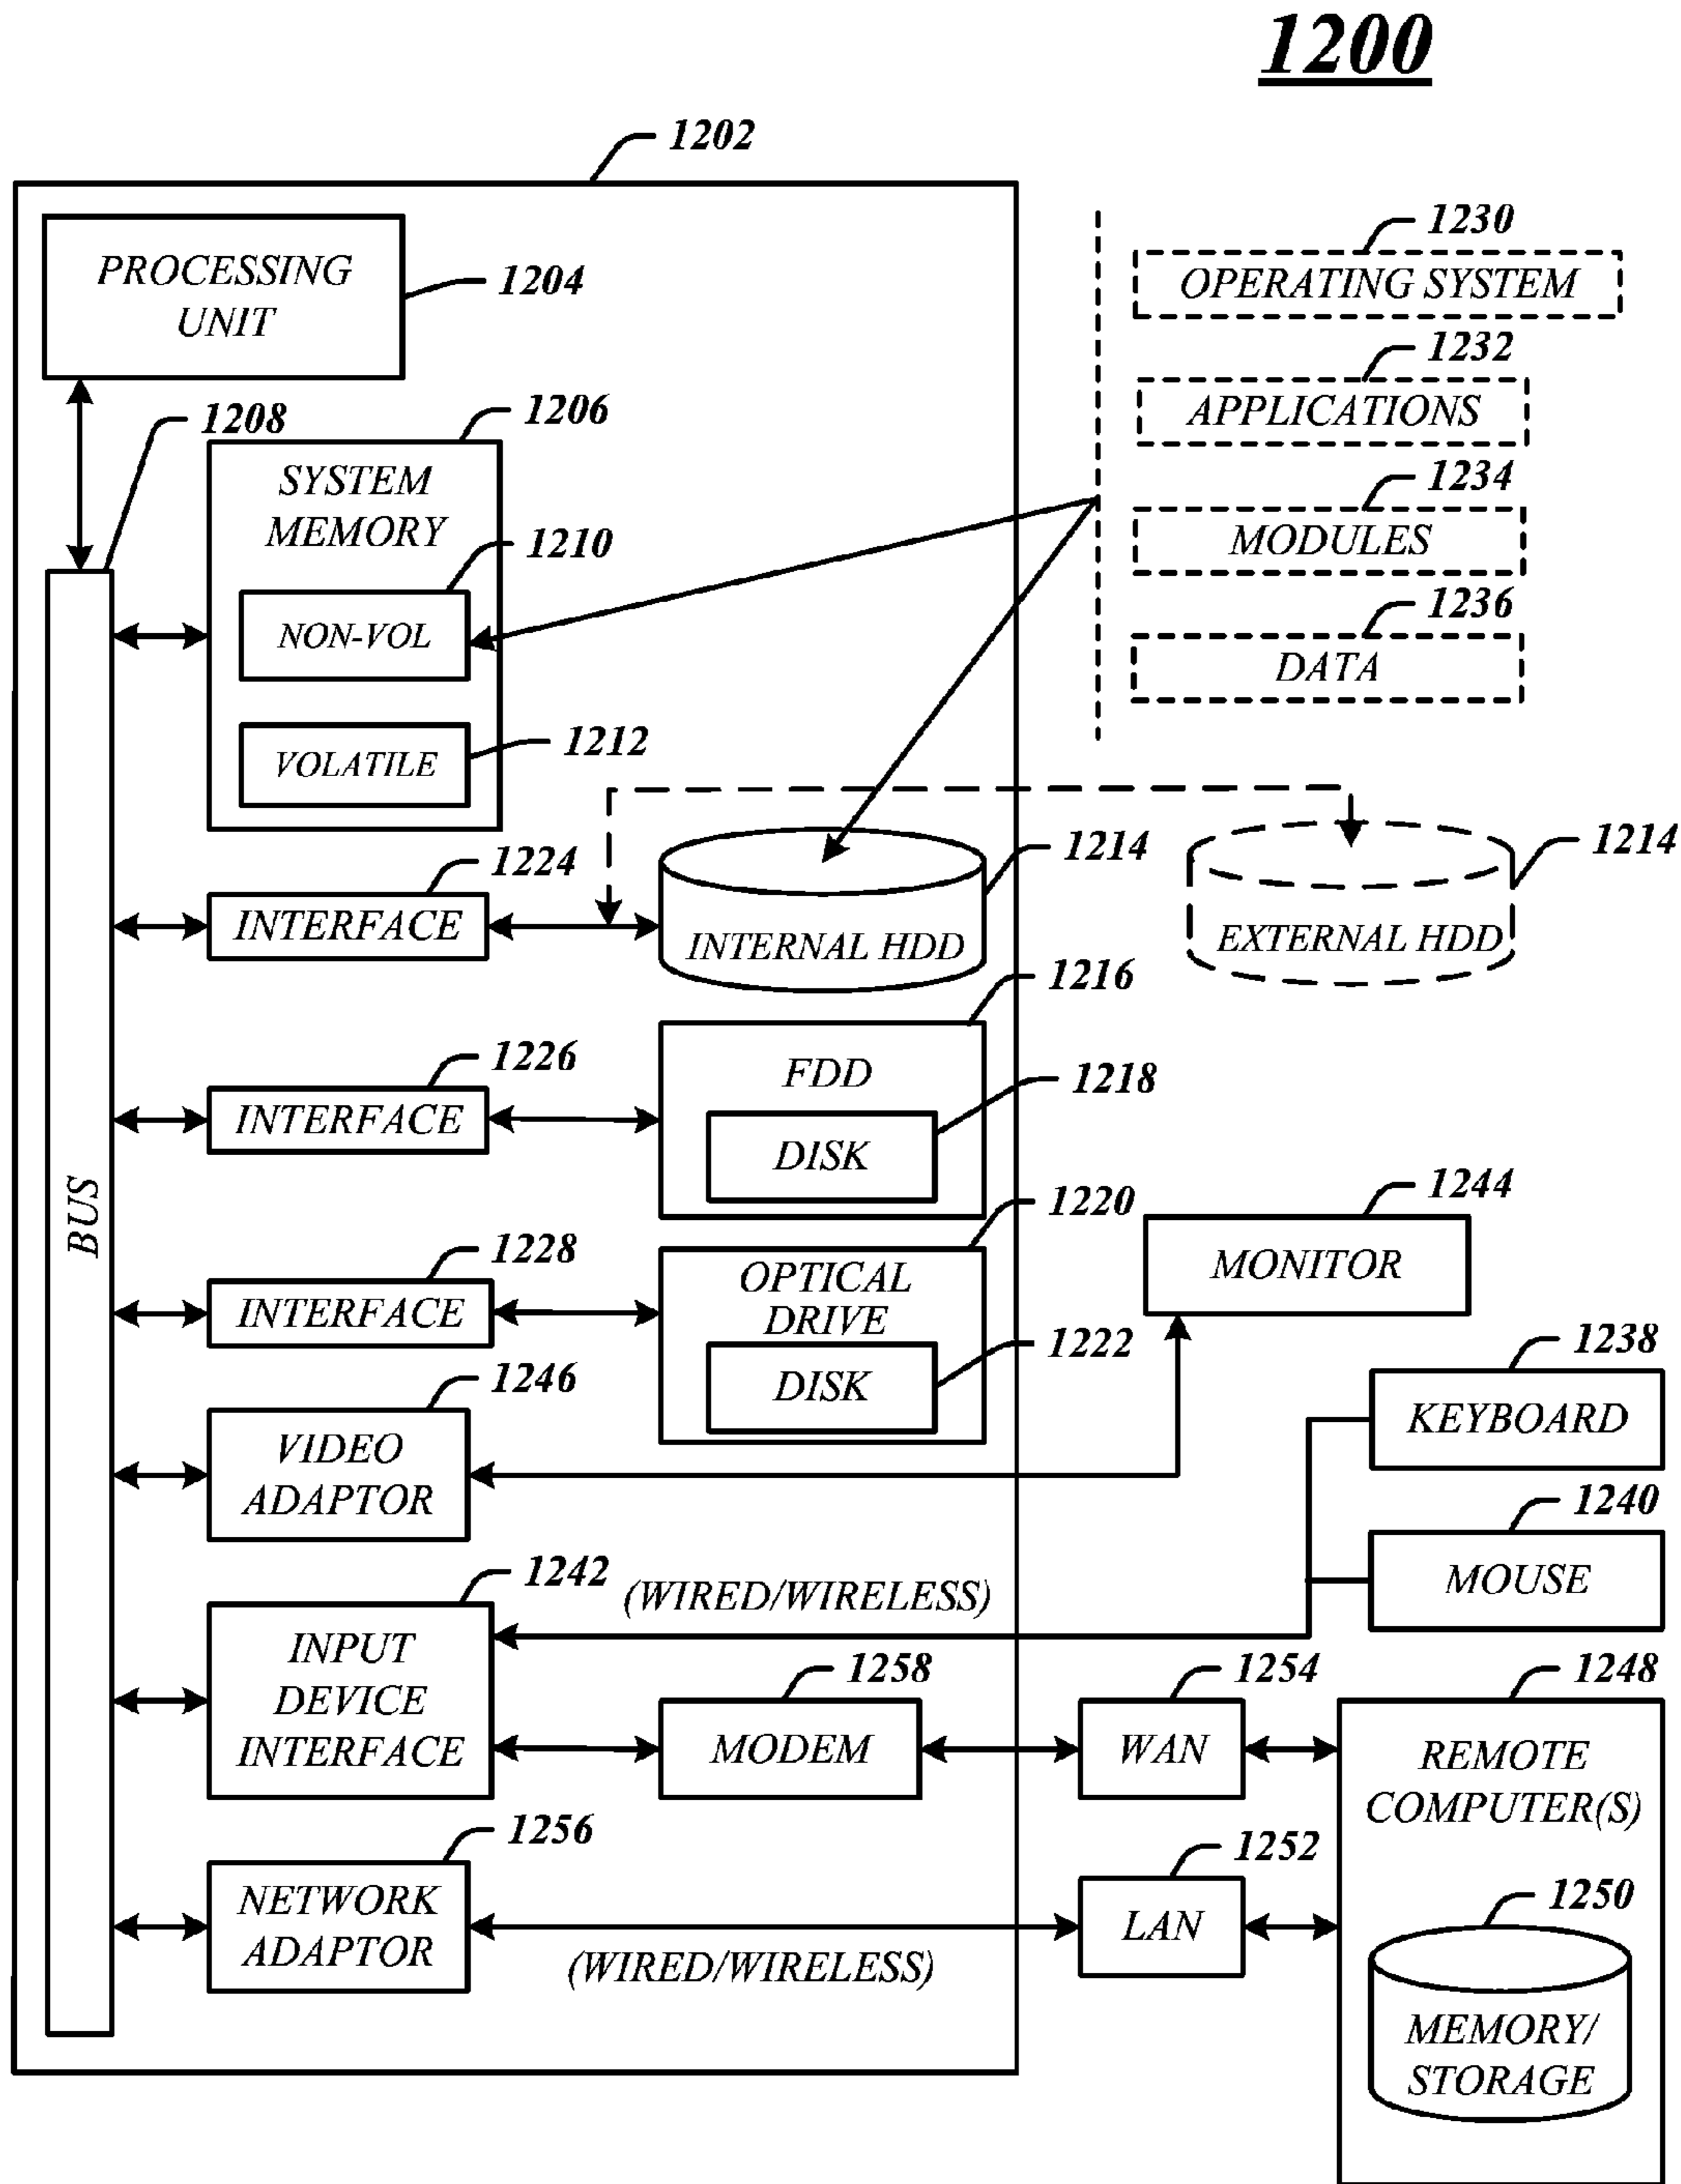 1200
1202
PROCESSING
UNIT
1204
1230
OPERATING SYSTEM
1232
APPLICATIONS
1234
MODULES
1236
DATA
1208
1206
SYSTEM
MEMORY
1210
NON-VOL
1212
VOLATILE
BUS
1224
INTERFACE
1214
INTERNAL HDD
1214
EXTERNAL HDD
1226
INTERFACE
1216
FDD
1218
DISK
1228
INTERFACE
1220
OPTICAL
DRIVE
1222
DISK
1244
MONITOR
1246
VIDEO
ADAPTOR
1238
KEYBOARD
1240
MOUSE
1242
INPUT
DEVICE
INTERFACE
(WIRED/WIRELESS)
1258
MODEM
1254
WAN
1248
REMOTE
COMPUTER(S)
1256
NETWORK
ADAPTOR
(WIRED/WIRELESS)
1252
LAN
1250
MEMORY/
STORAGE